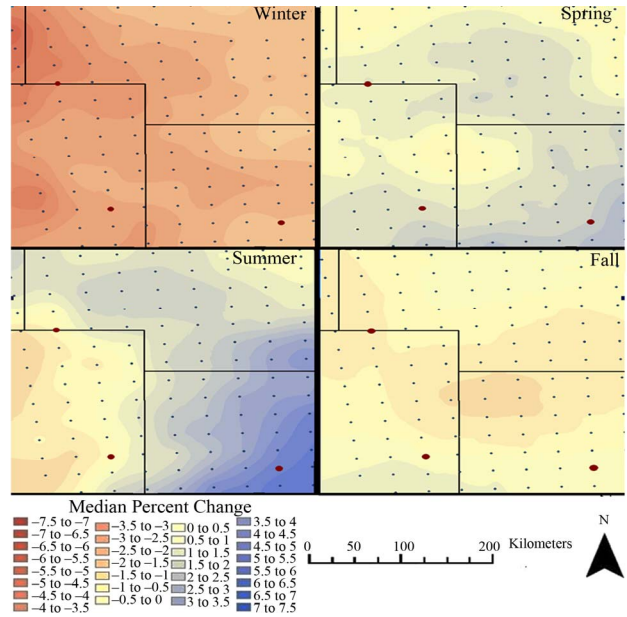 Winter
Spring
Summer
Fall
Median Percent Change
−7.5 to −7
−7 to −6.5
−6.5 to −6
−6 to −5.5
−5.5 to −5
−5 to −4.5
−4.5 to −4
−4 to −3.5
−3.5 to −3
−3 to −2.5
−2.5 to −2
−2 to −1.5
−1.5 to −1
−1 to −0.5
−0.5 to 0
0 to 0.5
0.5 to 1
1 to 1.5
1.5 to 2
2 to 2.5
2.5 to 3
3 to 3.5
3.5 to 4
4 to 4.5
4.5 to 5
5 to 5.5
5.5 to 6
6 to 6.5
6.5 to 7
7 to 7.5
0 50 100 200 Kilometers
N